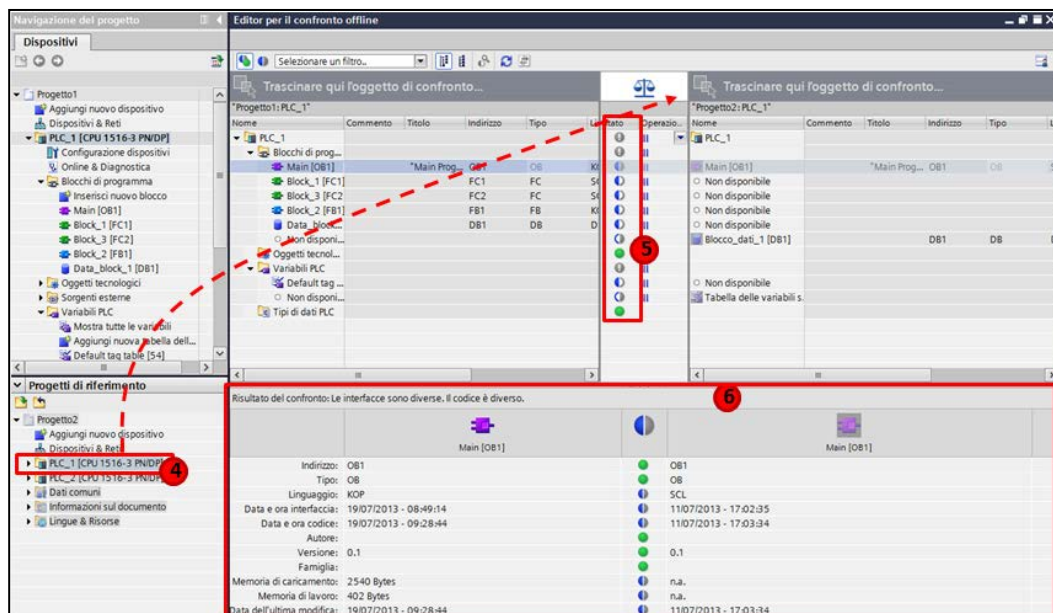 Navigazione del progetto
Dispositivi
Progetto1
Aggiungi nuovo dispositivo
Dispositivi & Reti
PLC_1 [CPU 1516-3 PN/DP]
Configurazione dispositivi
Online & Diagnostica
Blocchi di programma
Inserisci nuovo blocco
Main [OB1]
Block_1 [FC1]
Block_3 [FC2]
Block_2 [FB1]
Data_block_1 [DB1]
Oggetti tecnologici
Sorgenti esterne
Variabili PLC
Mostra tutte le variabili
Aggiungi nuova tabella dell...
Default tag table [54]
Progetti di riferimento
Progetto2
Aggiungi nuovo dispositivo
Dispositivi & Reti
PLC_1 [CPU 1516-3 PN/DP]
4
PLC_2 [CPU 1516-3 PN/DP]
Dati comuni
Informazioni sul documento
Lingue & Risorse
Editor per il confronto offline
Selezionare un filtro..
Trascinare qui l'oggetto di confronto...
Trascinare qui l'oggetto di confronto...
"Progetto1: PLC_1"
"Progetto2: PLC_1"
Nome Commento Titolo Indirizzo Tipo Stato Operazio.. Nome Commento Titolo Indirizzo Tipo
PLC_1 PLC_1
Blocchi di prog...
Main [OB1] "Main Prog... OB1 OB Main [OB1] "Main Prog... OB1 OB
Block_1 [FC1] FC1 FC Non disponibile
Block_3 [FC2 FC2 FC Non disponibile
Block_2 [FB1] FB1 FB Non disponibile
Data_block... DB1 DB Non disponibile
Non disponi... 5 Blocco_dati_1 [DB1] DB1 DB
Oggetti tecnol...
Variabili PLC
Default tag ... Non disponibile
Non disponi... Tabella delle variabili s.
Tipi di dati PLC
Risultato del confronto: Le interfacce sono diverse. Il codice è diverso.
6
Main [OB1] Main [OB1]
Indirizzo: OB1 OB1
Tipo: OB OB
Linguaggio: KOP SCL
Data e ora interfaccia: 19/07/2013 - 08:49:14 11/07/2013 - 17:02:35
Data e ora codice: 19/07/2013 - 09:28:44 11/07/2013 - 17:03:34
Autore:
Versione: 0.1 0.1
Famiglia:
Memoria di caricamento: 2540 Bytes n.a.
Memoria di lavoro: 402 Bytes n.a.
Data dell'ultima modifica: 19/07/2013 - 09:28:44 11/07/2013 - 17:03:34